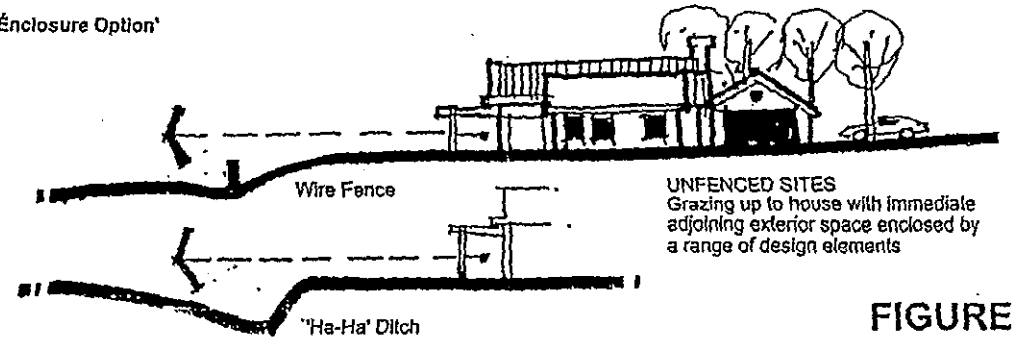 Énclosure Option'
Wire Fence
UNFENCED SITES
Grazing up to house with immediate
adjoining exterior space enclosed by
a range of design elements
'Ha-Ha' Ditch
FIGURE